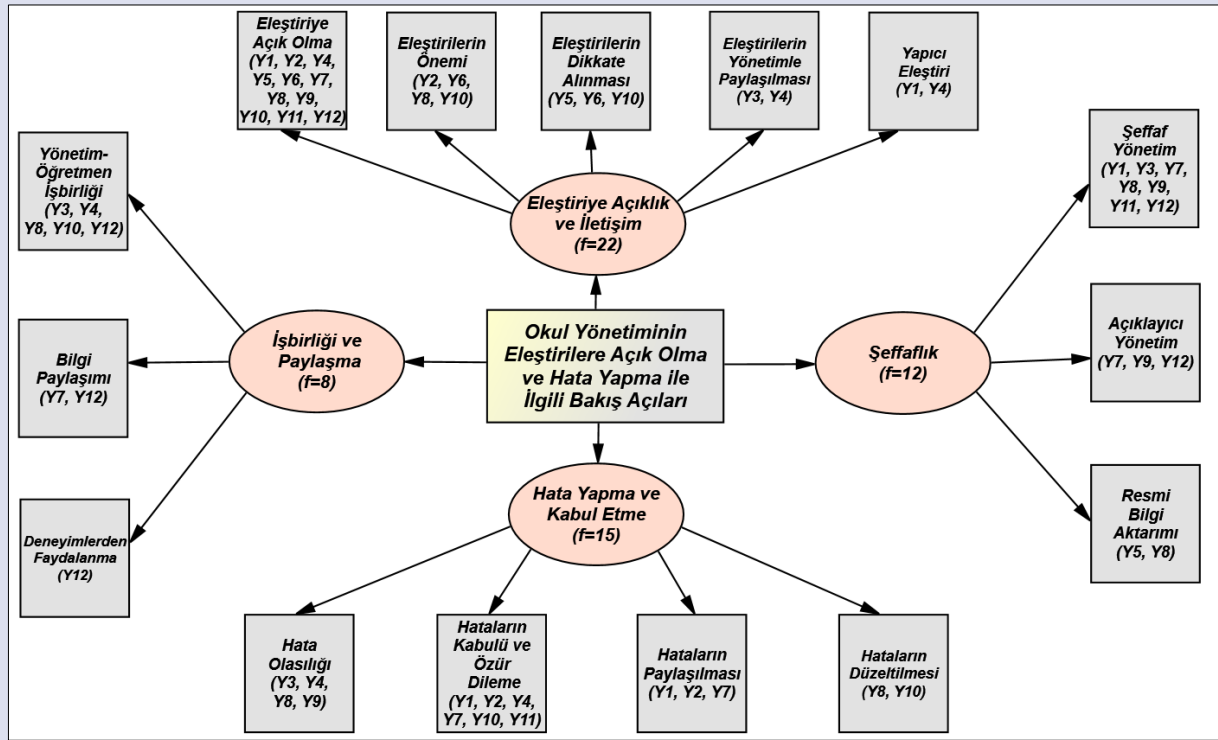 Eleştiriye
Açık Olma
(Y1, Y2, Y4,
Y5, Y6, Y7,
Y8, Y9,
Y10, Y11, Y12)
Eleştirilerin
Önemi
(Y2, Y6,
Y8, Y10)
Eleştirilerin
Dikkate
Alınması
(Y5, Y6, Y10)
Eleştirilerin
Yönetimle
Paylaşılması
(Y3, Y4)
Yapıcı
Eleştiri
(Y1, Y4)
Yönetim-
Öğretmen
İşbirliği
(Y3, Y4,
Y8, Y10, Y12)
Eleştiriye Açıklık
ve İletişim
(f=22)
Şeffaf
Yönetim
(Y1, Y3, Y7,
Y8, Y9,
Y11, Y12)
Bilgi
Paylaşımı
(Y7, Y12)
İşbirliği ve
Paylaşma
(f=8)
Okul Yönetiminin
Eleştirilere Açık Olma
ve Hata Yapma ile
İlgili Bakış Açıları
Şeffaflık
(f=12)
Açıklayıcı
Yönetim
(Y7, Y9, Y12)
Deneyimlerden
Faydalanma
(Y12)
Hata Yapma ve
Kabul Etme
(f=15)
Resmi
Bilgi
Aktarımı
(Y5, Y8)
Hata
Olasılığı
(Y3, Y4,
Y8, Y9)
Hataların
Kabulü ve
Özür
Dileme
(Y1, Y2, Y4,
Y7, Y10, Y11)
Hataların
Paylaşılması
(Y1, Y2, Y7)
Hataların
Düzeltilmesi
(Y8, Y10)